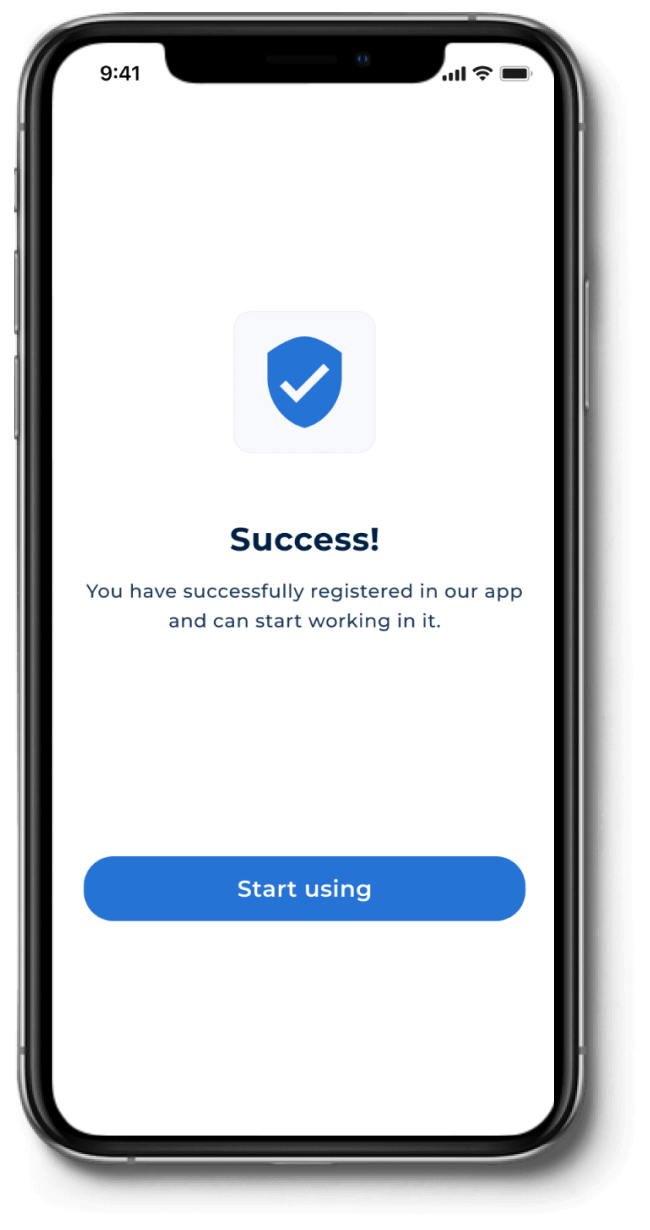 9:41
Success!
You have successfully registered in our app
and can start working in it.
Start using